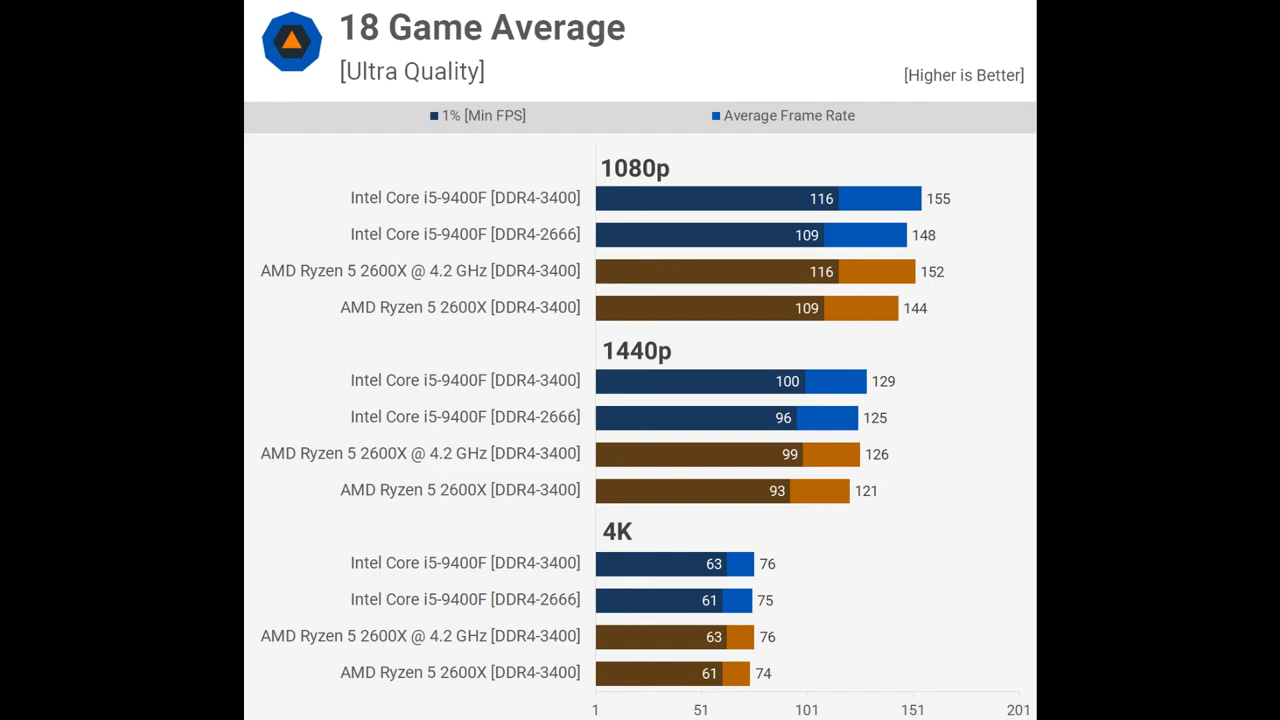 18 Game Average
[Ultra Quality]
[Higher is Better]
1% [Min FPS] Average Frame Rate
1080p
Intel Core i5-9400F [DDR4-3400] 116 155
Intel Core i5-9400F [DDR4-2666] 109 148
AMD Ryzen 5 2600X @ 4.2 GHz [DDR4-3400] 116 152
AMD Ryzen 5 2600X [DDR4-3400] 109 144
1440p
Intel Core i5-9400F [DDR4-3400] 100 129
Intel Core i5-9400F [DDR4-2666] 96 125
AMD Ryzen 5 2600X @ 4.2 GHz [DDR4-3400] 99 126
AMD Ryzen 5 2600X [DDR4-3400] 93 121
4K
Intel Core i5-9400F [DDR4-3400] 63 76
Intel Core i5-9400F [DDR4-2666] 61 75
AMD Ryzen 5 2600X @ 4.2 GHz [DDR4-3400] 63 76
AMD Ryzen 5 2600X [DDR4-3400] 61 74
1 51 101 151 201